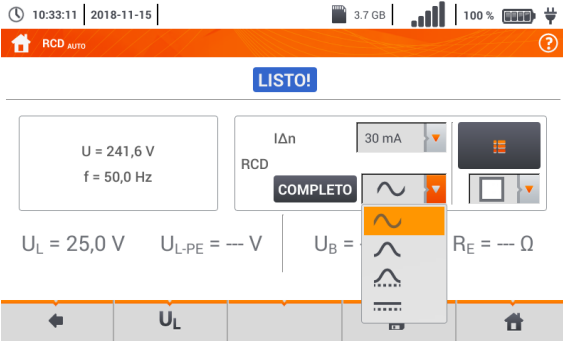 10:33:11 2018-11-15 3.7 GB 100 %
RCD AUTO ?
LISTO!
U = 241,6 V
f = 50,0 Hz
IΔn 30 mA
RCD
COMPLETO
UL = 25,0 V UL-PE = --- V UB = RE = --- Ω
UL